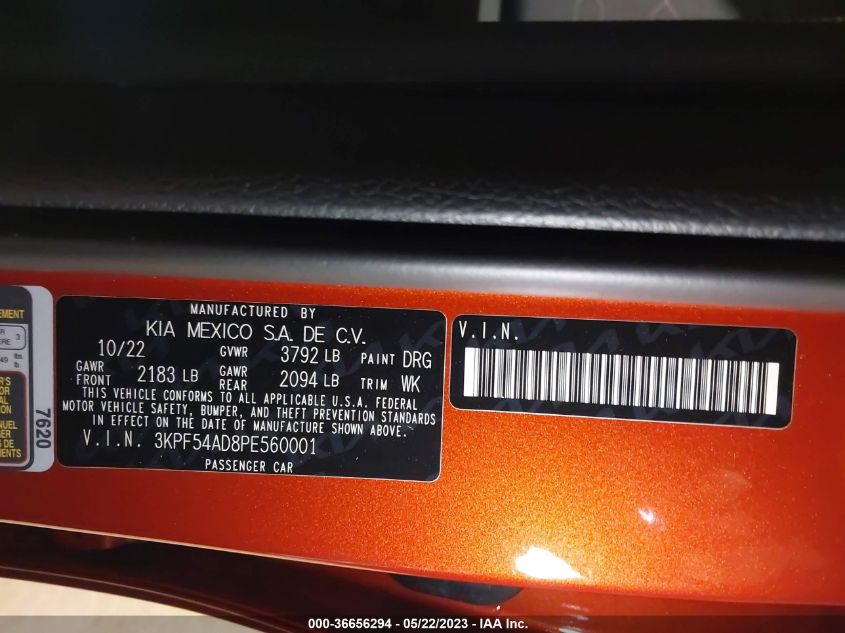 MANUFACTURED BY
KIA MEXICO S.A. DE C.V.
10/22 GVWR 3792 LB PAINT DRG
GAWR FRONT 2183 LB GAWR REAR 2094 LB TRIM WK
THIS VEHICLE CONFORMS TO ALL APPLICABLE U.S.A. FEDERAL
MOTOR VEHICLE SAFETY, BUMPER, AND THEFT PREVENTION STANDARDS
IN EFFECT ON THE DATE OF MANUFACTURE SHOWN ABOVE.
V.I.N. 3KPF54AD8PE560001
PASSENGER CAR
V.I.N.
7620
000-36656294 - 05/22/2023 - IAA Inc.